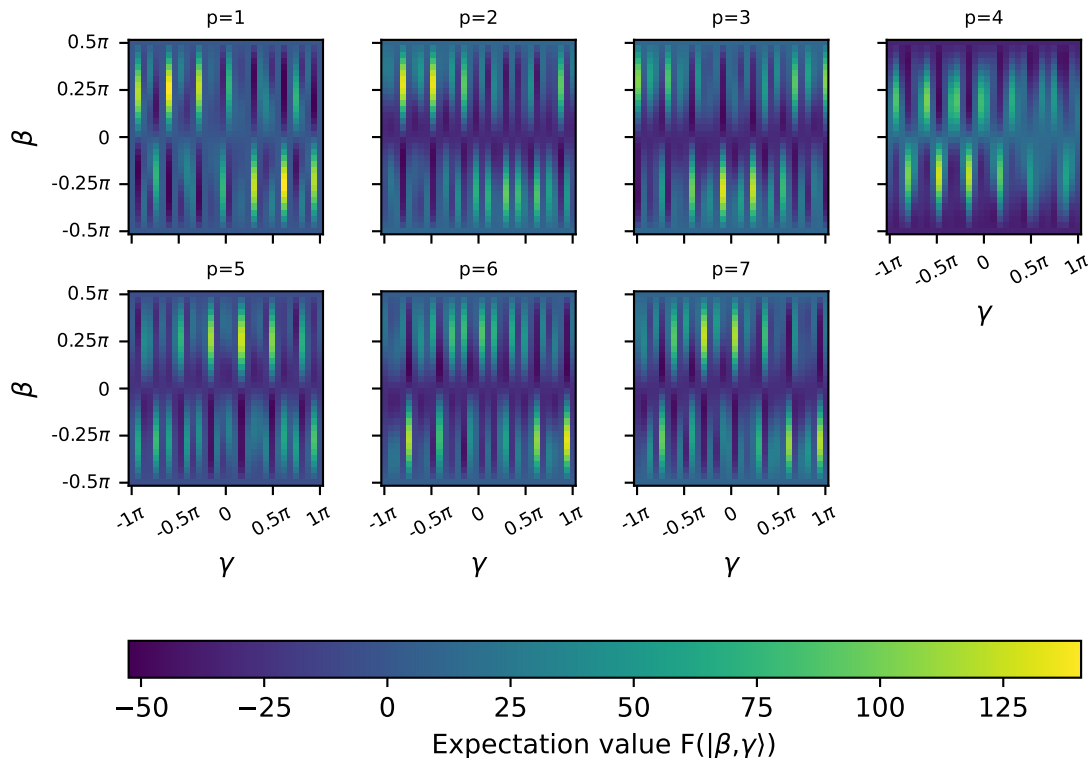 p=1 p=2 p=3 p=4
0.5π
0.25π
0
-0.25π
-0.5π
β
-1π -0.5π 0 0.5π 1π
γ
p=5 p=6 p=7
0.5π
0.25π
0
-0.25π
-0.5π
β
-1π -0.5π 0 0.5π 1π -1π -0.5π 0 0.5π 1π -1π -0.5π 0 0.5π 1π
γ γ γ
−50 −25 0 25 50 75 100 125
Expectation value F(|β,γ⟩)